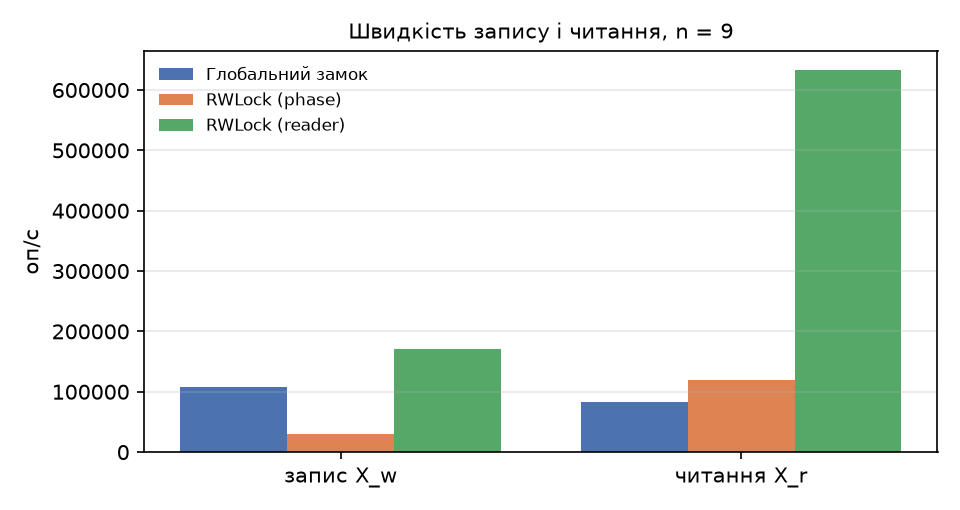 Швидкість запису і читання, n = 9
Глобальний замок
RWLock (phase)
RWLock (reader)
оп/с
600000
500000
400000
300000
200000
100000
0
запис X_w
читання X_r